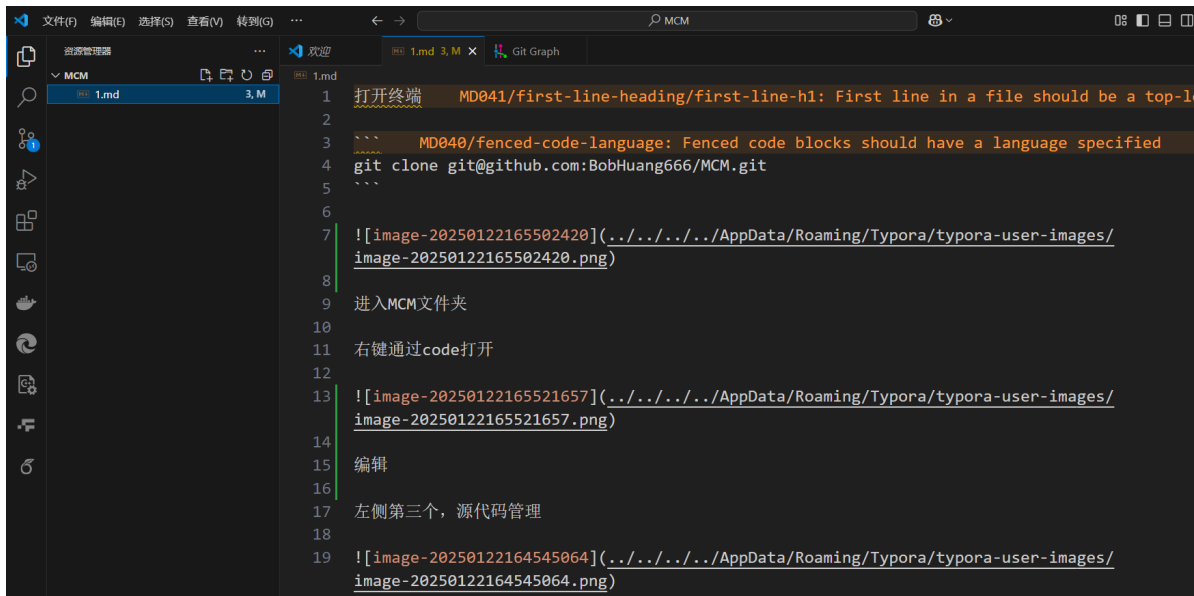 文件(F) 编辑(E) 选择(S) 查看(V) 转到(G) ··· ← → MCM
资源管理器 ···
欢迎 1.md 3, M × Git Graph
MCM
1.md 3, M
1.md
1 打开终端 MD041/first-line-heading/first-line-h1: First line in a file should be a top-l
2
3 ``` MD040/fenced-code-language: Fenced code blocks should have a language specified
4 git clone git@github.com:BobHuang666/MCM.git
5 ```
6
7 ![image-20250122165502420](../../../../AppData/Roaming/Typora/typora-user-images/
image-20250122165502420.png)
8
9 进入MCM文件夹
10
11 右键通过code打开
12
13 ![image-20250122165521657](../../../../AppData/Roaming/Typora/typora-user-images/
image-20250122165521657.png)
14
15 编辑
16
17 左侧第三个，源代码管理
18
19 ![image-20250122164545064](../../../../AppData/Roaming/Typora/typora-user-images/
image-20250122164545064.png)
1